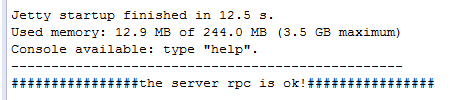 Jetty startup finished in 12.5 s.
Used memory: 12.9 MB of 244.0 MB (3.5 GB maximum)
Console available: type "help".
-------------------------------------------------
################the server rpc is ok!################